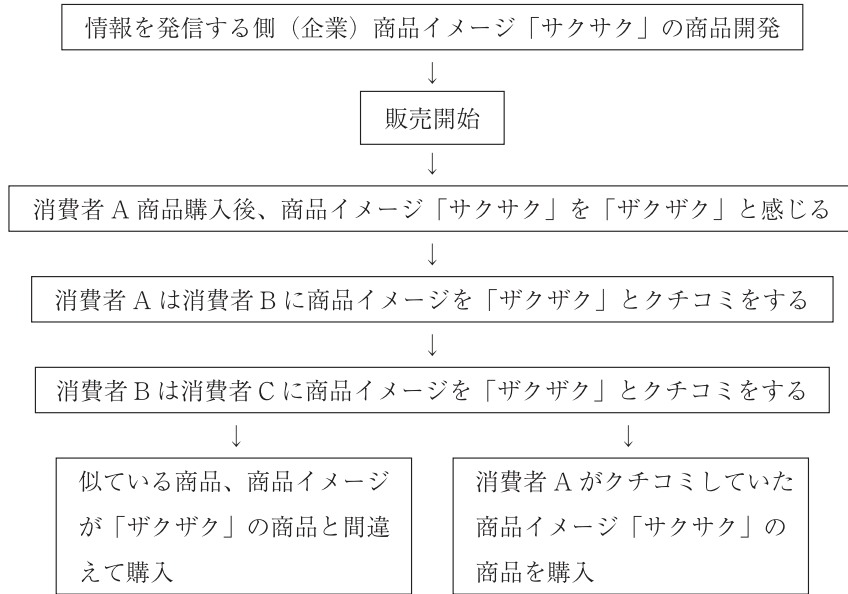 情報を発信する側（企業）商品イメージ「サクサク」の商品開発
↓
販売開始
↓
消費者 A 商品購入後、商品イメージ「サクサク」を「ザクザク」と感じる
↓
消費者 A は消費者 B に商品イメージを「ザクザク」とクチコミをする
↓
消費者 B は消費者 C に商品イメージを「ザクザク」とクチコミをする
↓ ↓
似ている商品、商品イメージ
が「ザクザク」の商品と間違
えて購入
消費者 A がクチコミしていた
商品イメージ「サクサク」の
商品を購入